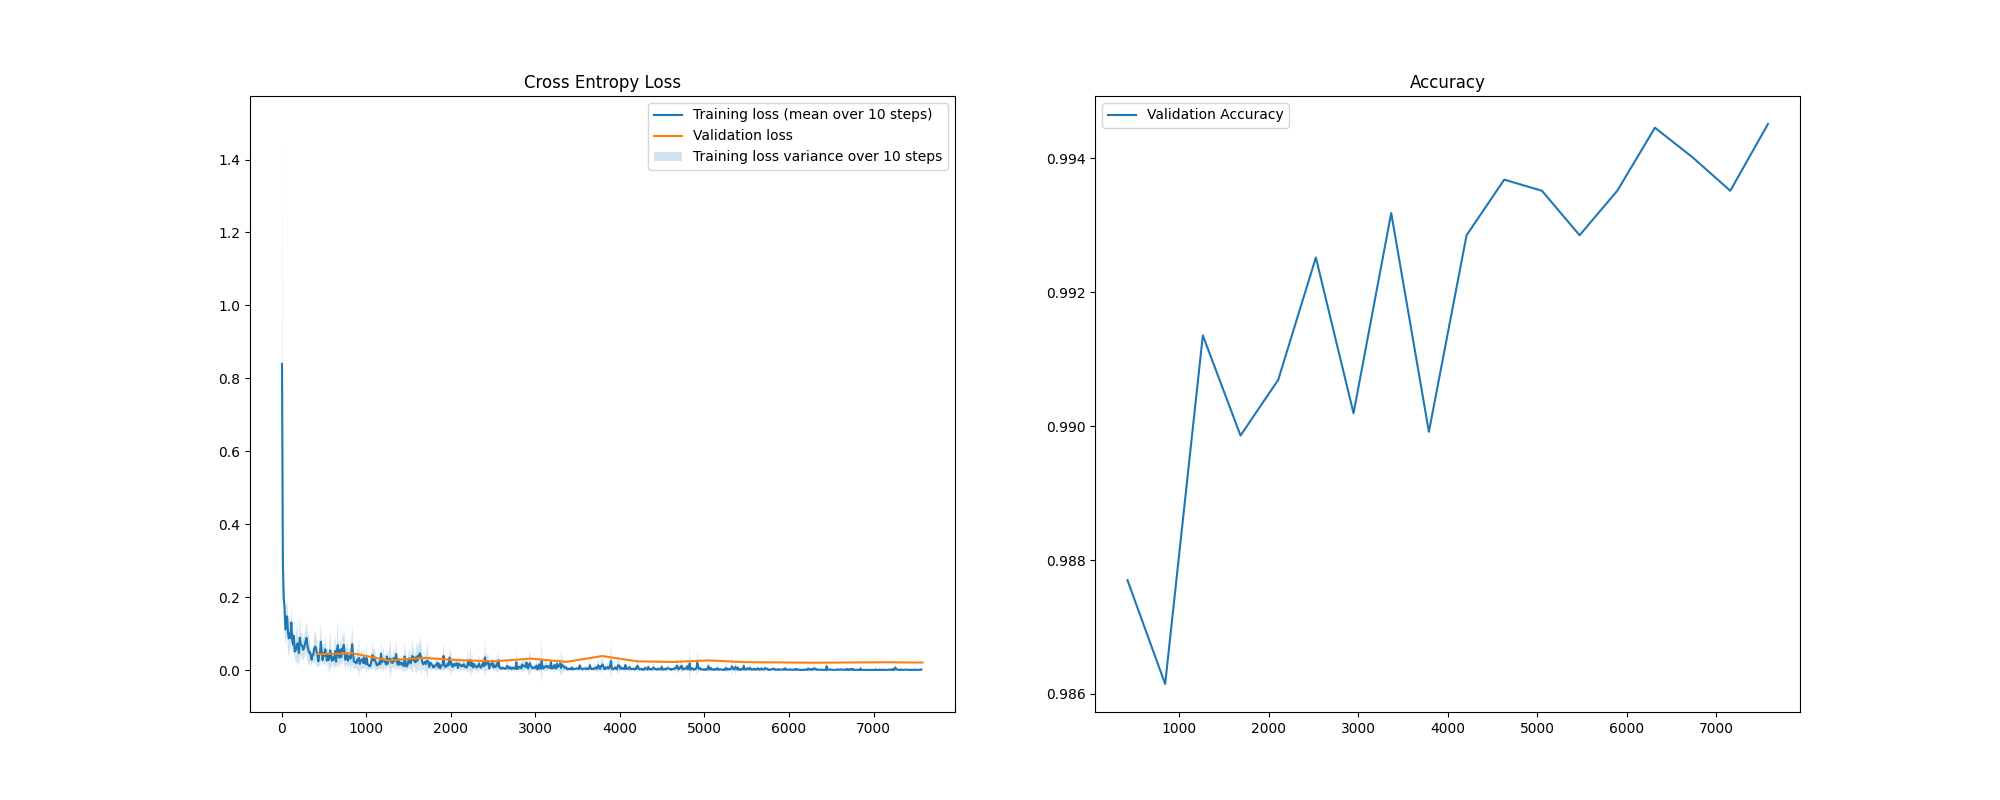 Cross Entropy Loss
Training loss (mean over 10 steps)
Validation loss
Training loss variance over 10 steps
1.4
1.2
1.0
0.8
0.6
0.4
0.2
0.0
0 1000 2000 3000 4000 5000 6000 7000
Accuracy
Validation Accuracy
0.994
0.992
0.990
0.988
0.986
1000 2000 3000 4000 5000 6000 7000